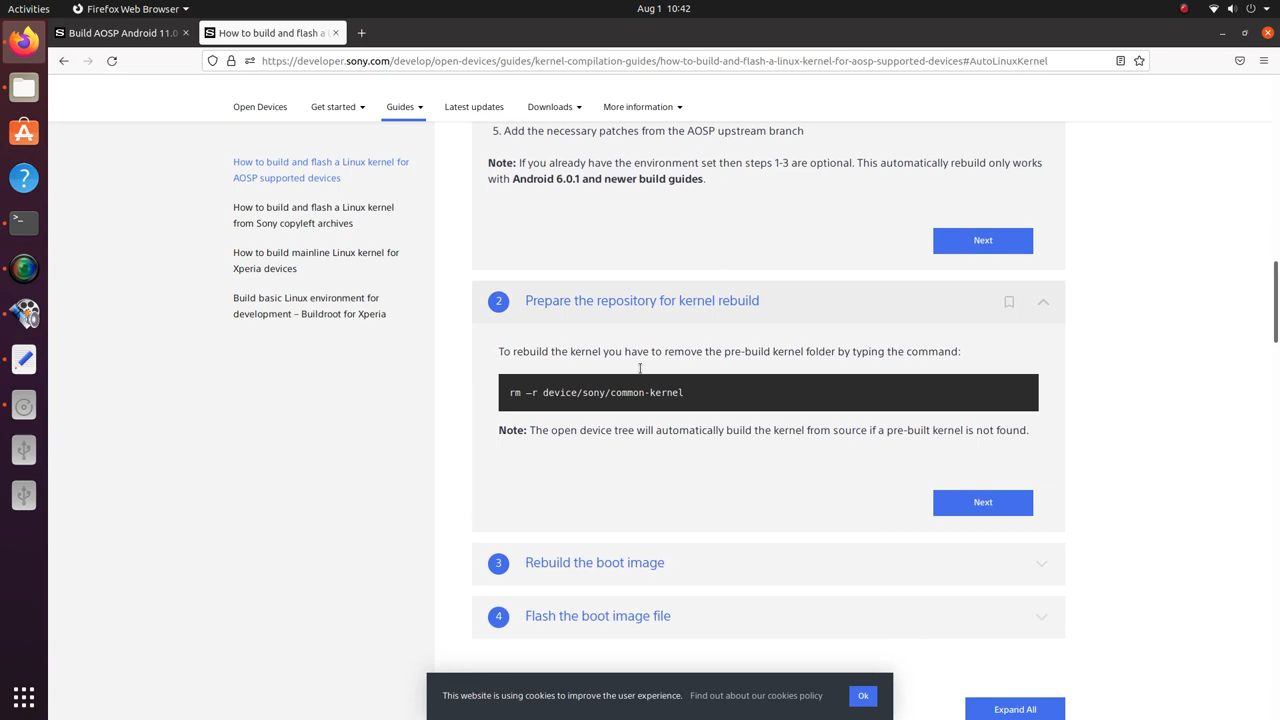 Activities
Firefox Web Browser
Aug 1 10:42
Build AOSP Android 11.0
How to build and flash a
https://developer.sony.com/develop/open-devices/guides/kernel-compilation-guides/how-to-build-and-flash-a-linux-kernel-for-aosp-supported-devices#AutoLinuxKernel
Open Devices
Get started
Guides
Latest updates
Downloads
More information
How to build and flash a Linux kernel for
AOSP supported devices
How to build and flash a Linux kernel
from Sony copyleft archives
How to build mainline Linux kernel for
Xperia devices
Build basic Linux environment for
development – Buildroot for Xperia
5. Add the necessary patches from the AOSP upstream branch
Note: If you already have the environment set then steps 1-3 are optional. This automatically rebuild only works
with Android 6.0.1 and newer build guides.
Next
2
Prepare the repository for kernel rebuild
To rebuild the kernel you have to remove the pre-build kernel folder by typing the command:
rm –r device/sony/common-kernel
Note: The open device tree will automatically build the kernel from source if a pre-built kernel is not found.
Next
3
Rebuild the boot image
4
Flash the boot image file
This website is using cookies to improve the user experience.
Find out about our cookies policy
Ok
Expand All